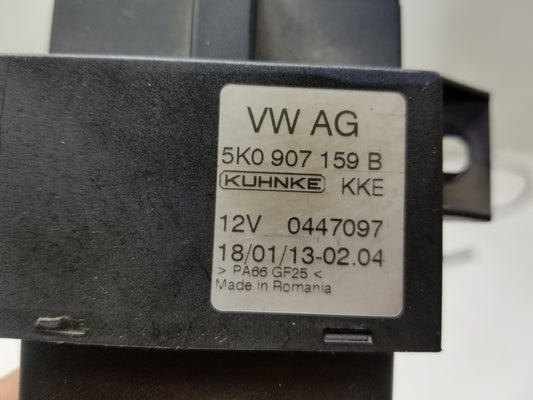 VW AG
5K0 907 159 B
KUHNKE KKE
12V 0447097
18/01/13-02.04
> PA66 GF25 <
Made in Romania